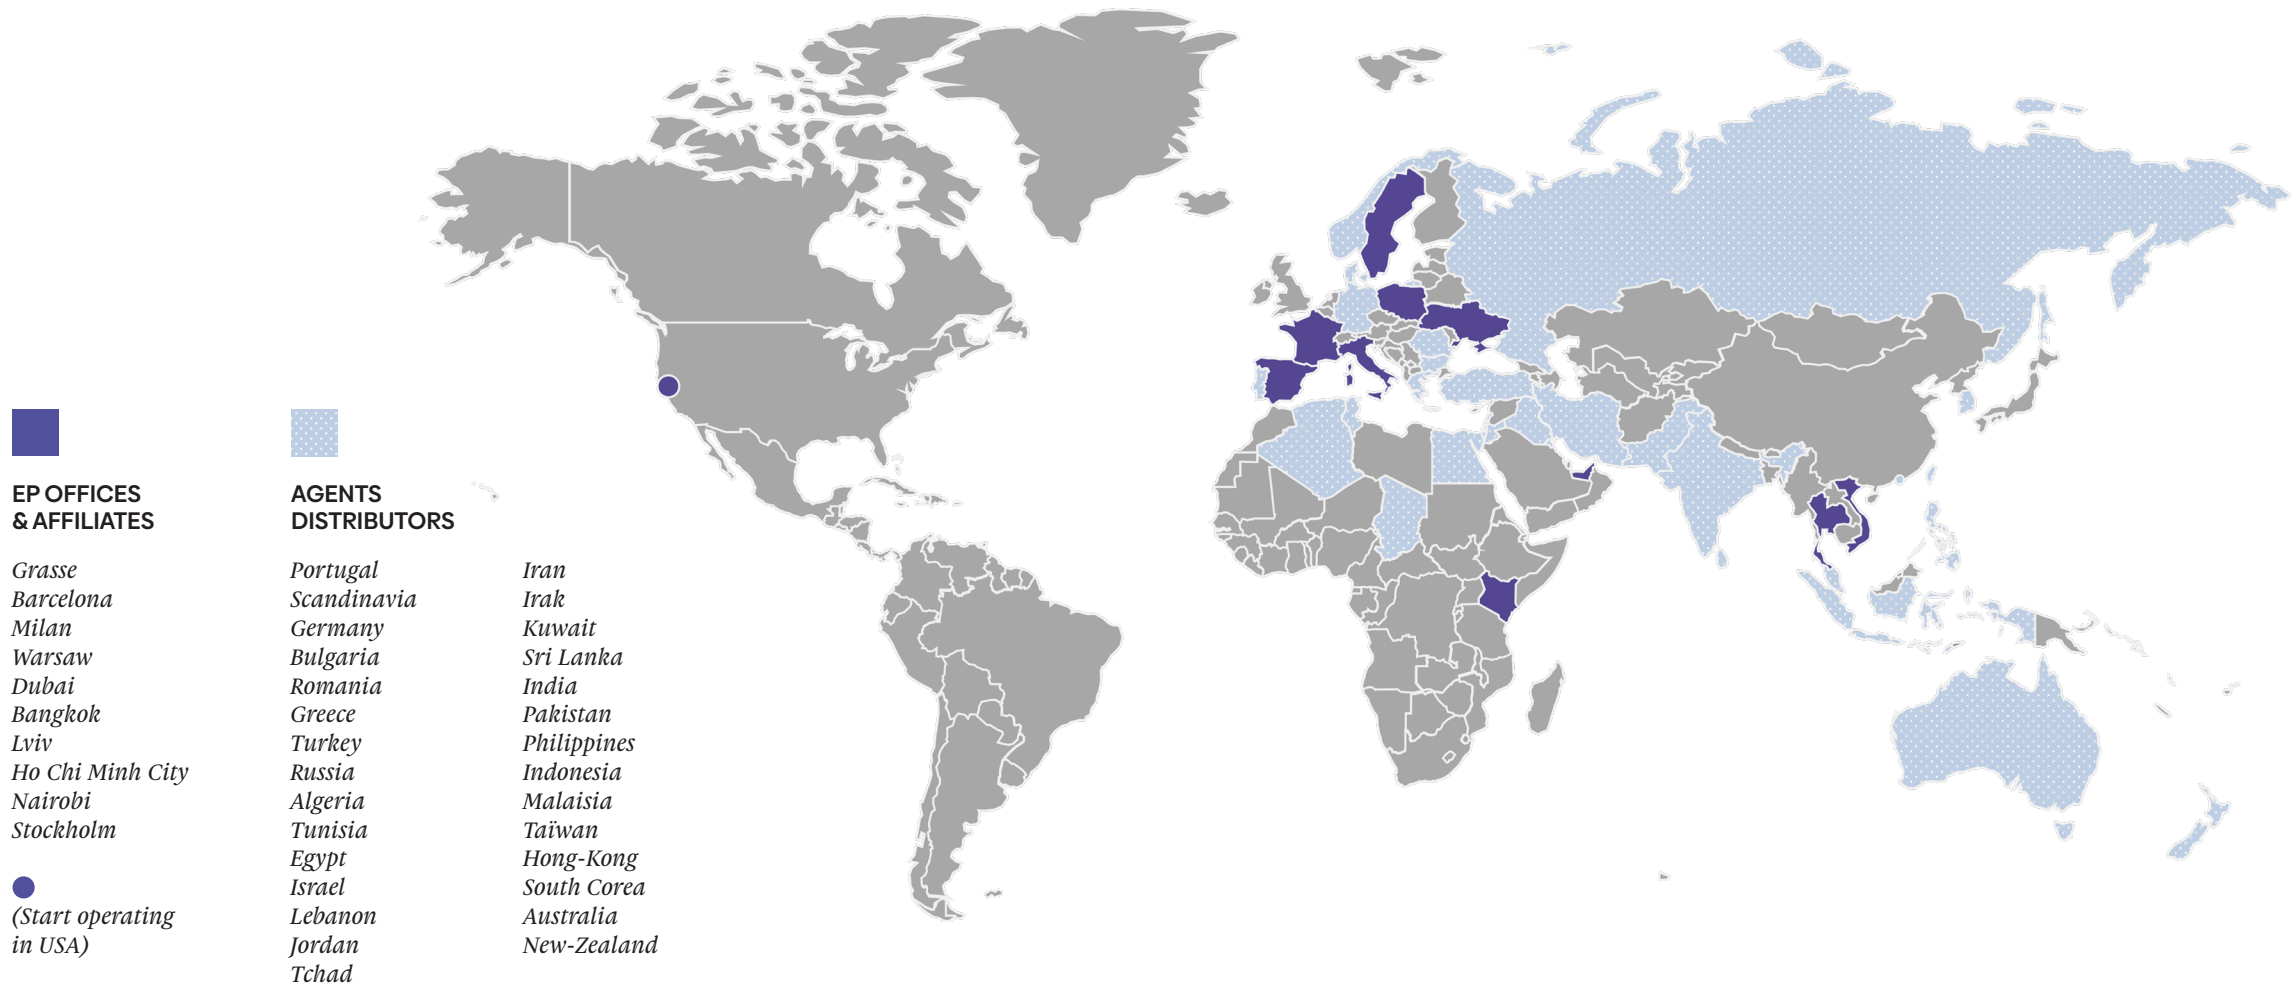 EP OFFICES
& AFFILIATES
Grasse
Barcelona
Milan
Warsaw
Dubai
Bangkok
Lviv
Ho Chi Minh City
Nairobi
Stockholm
(Start operating
in USA)
AGENTS
DISTRIBUTORS
Portugal
Scandinavia
Germany
Bulgaria
Romania
Greece
Turkey
Russia
Algeria
Tunisia
Egypt
Israel
Lebanon
Jordan
Tchad
Iran
Irak
Kuwait
Sri Lanka
India
Pakistan
Philippines
Indonesia
Malaisia
Taïwan
Hong-Kong
South Corea
Australia
New-Zealand